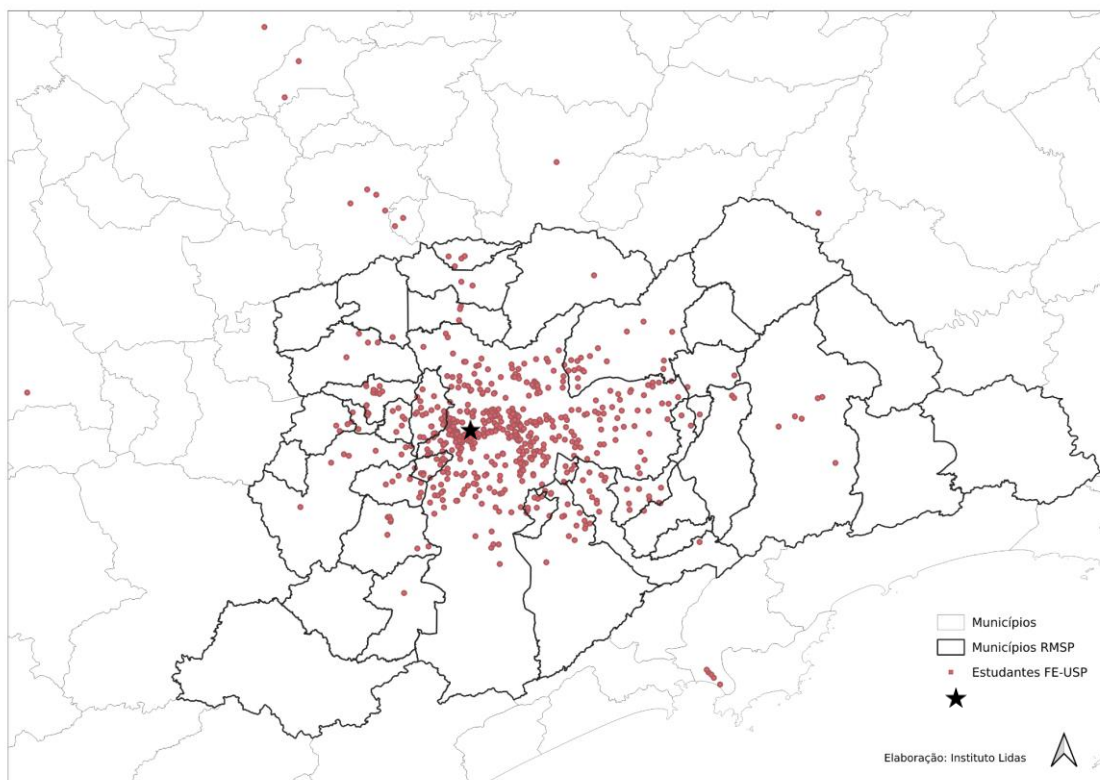 Municípios
Municípios RMSP
Estudantes FE-USP
Elaboração: Instituto Lidas